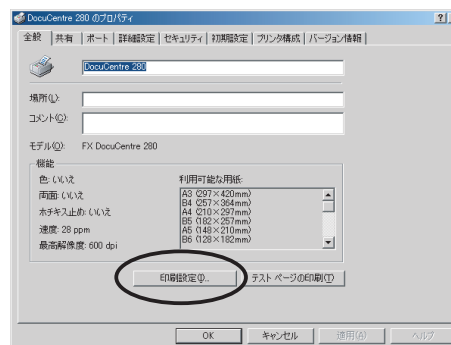 DocuCentre 280 のプロパティ
全般 共有 ポート 詳細設定 セキュリティ 初期設定 プリンタ構成 バージョン情報
DocuCentre 280
場所(L):
コメント(C):
モデル(O): FX DocuCentre 280
機能
色: いいえ
両面: いいえ
ホチキス止め: いいえ
速度: 28 ppm
最高解像度: 600 dpi
利用可能な用紙:
A3 (297×420mm)
B4 (257×364mm)
A4 (210×297mm)
B5 (182×257mm)
A5 (148×210mm)
B6 (128×182mm)
印刷設定(I)... テスト ページの印刷(T)
OK キャンセル 適用(A) ヘルプ